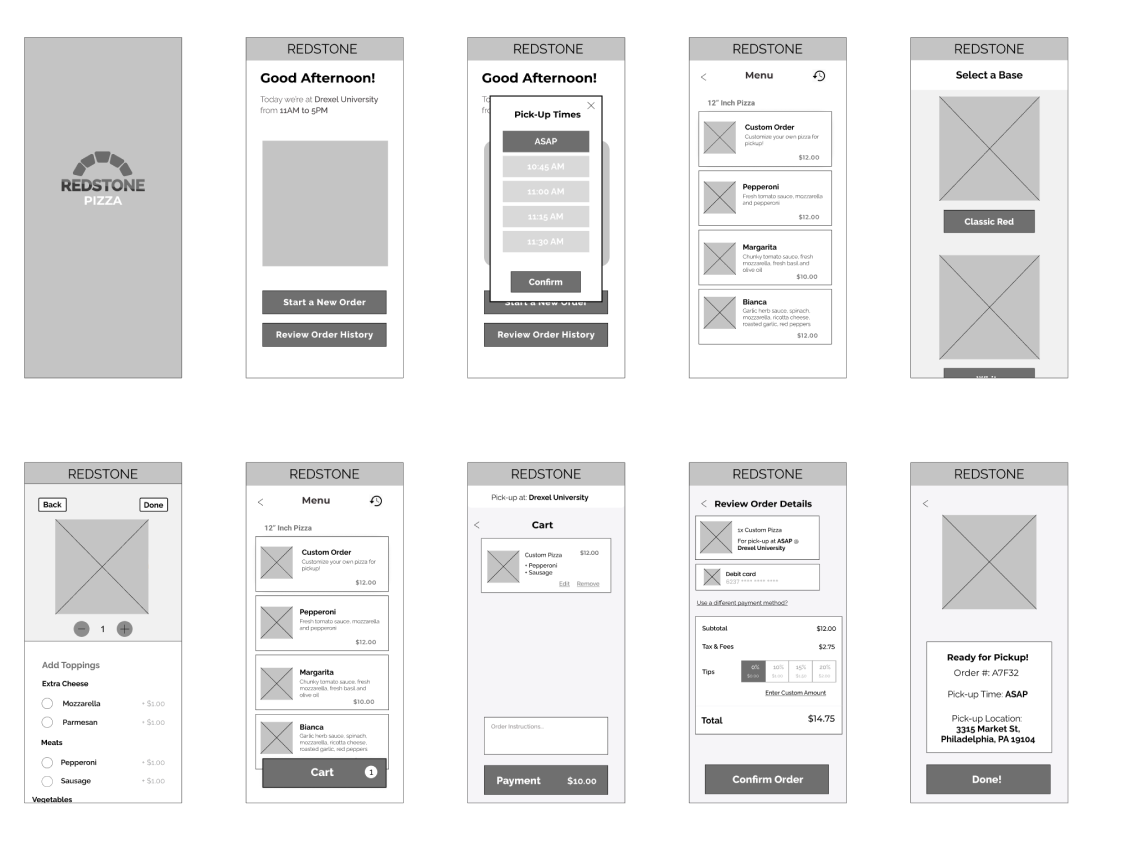 REDSTONE
PIZZA
REDSTONE
Good Afternoon!
Today we're at Drexel University
from 11AM to 5PM
Start a New Order
Review Order History
REDSTONE
Good Afternoon!
Pick-Up Times
ASAP
10:45 AM
11:00 AM
11:15 AM
11:30 AM
Confirm
Start a New Order
Review Order History
REDSTONE
Menu
12" Inch Pizza
Custom Order
Customize your own pizza for
pickup!
$12.00
Pepperoni
Fresh tomato sauce, mozzarella
and pepperoni
$12.00
Margarita
Chunky tomato sauce, fresh
mozzarella, fresh basil and
olive oil
$10.00
Bianca
Garlic herb sauce, spinach,
mozzarella, ricotta cheese,
roasted garlic, red peppers
$12.00
REDSTONE
Select a Base
Classic Red
REDSTONE
Back
Done
1
Add Toppings
Extra Cheese
Mozzarella + $1.00
Parmesan + $1.00
Meats
Pepperoni + $1.00
Sausage + $1.00
Vegetables
REDSTONE
Menu
12" Inch Pizza
Custom Order
Customize your own pizza for
pickup!
$12.00
Pepperoni
Fresh tomato sauce, mozzarella
and pepperoni
$12.00
Margarita
Chunky tomato sauce, fresh
mozzarella, fresh basil and
olive oil
$10.00
Bianca
Garlic herb sauce, spinach,
mozzarella, ricotta cheese,
roasted garlic, red peppers
Cart 1
REDSTONE
Pick-up at: Drexel University
< Cart
Custom Pizza $12.00
• Pepperoni
• Sausage
Edit Remove
Order Instructions...
Payment $10.00
REDSTONE
< Review Order Details
1x Custom Pizza
For pick-up at ASAP @
Drexel University
Debit card
8237 **** **** ****
Use a different payment method?
Subtotal $12.00
Tax & Fees $2.75
Tips 0% 10% 15% 20%
Enter Custom Amount
Total $14.75
Confirm Order
REDSTONE
Ready for Pickup!
Order #: A7F32
Pick-up Time: ASAP
Pick-up Location:
3315 Market St,
Philadelphia, PA 19104
Done!